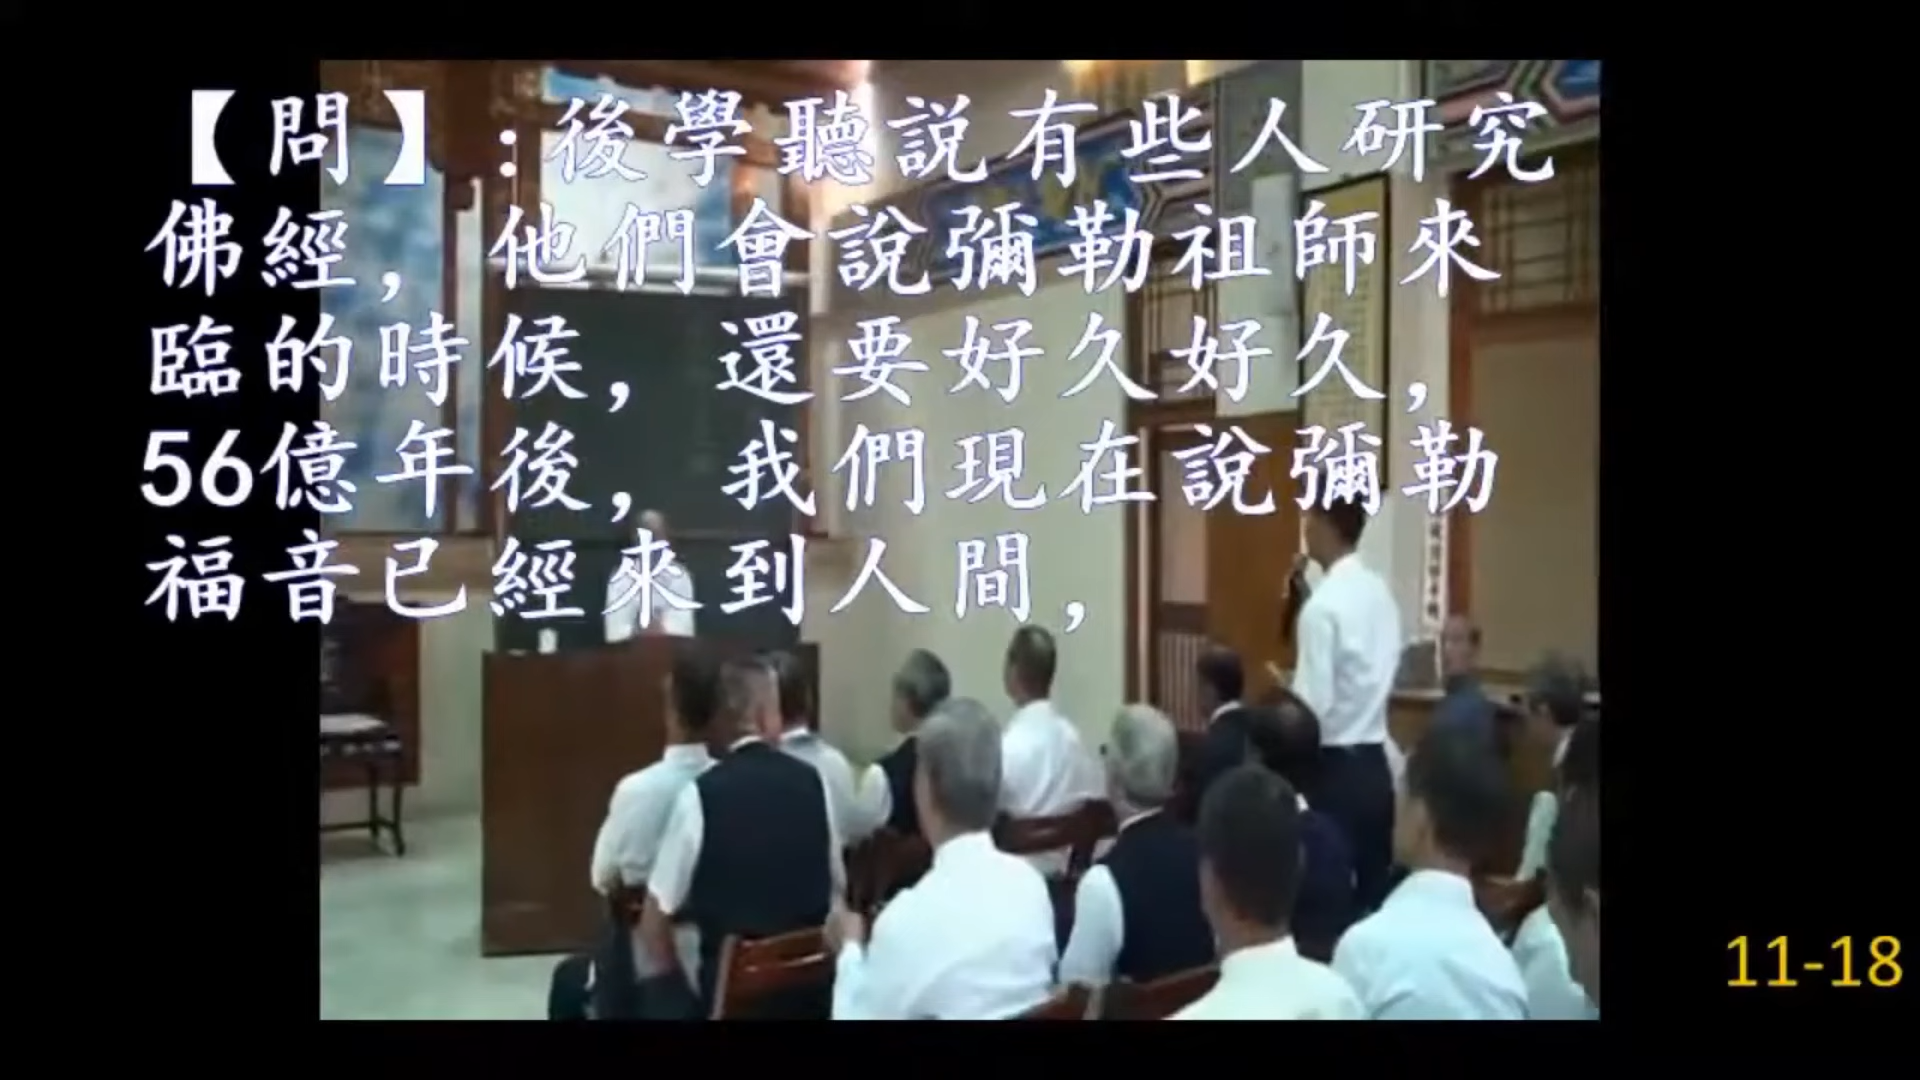 【問】:後學聽説有些人研究
佛經，他們會說彌勒祖師來
臨的時候，還要好久好久，
56億年後，我們現在說彌勒
福音已經來到人間，
11-18